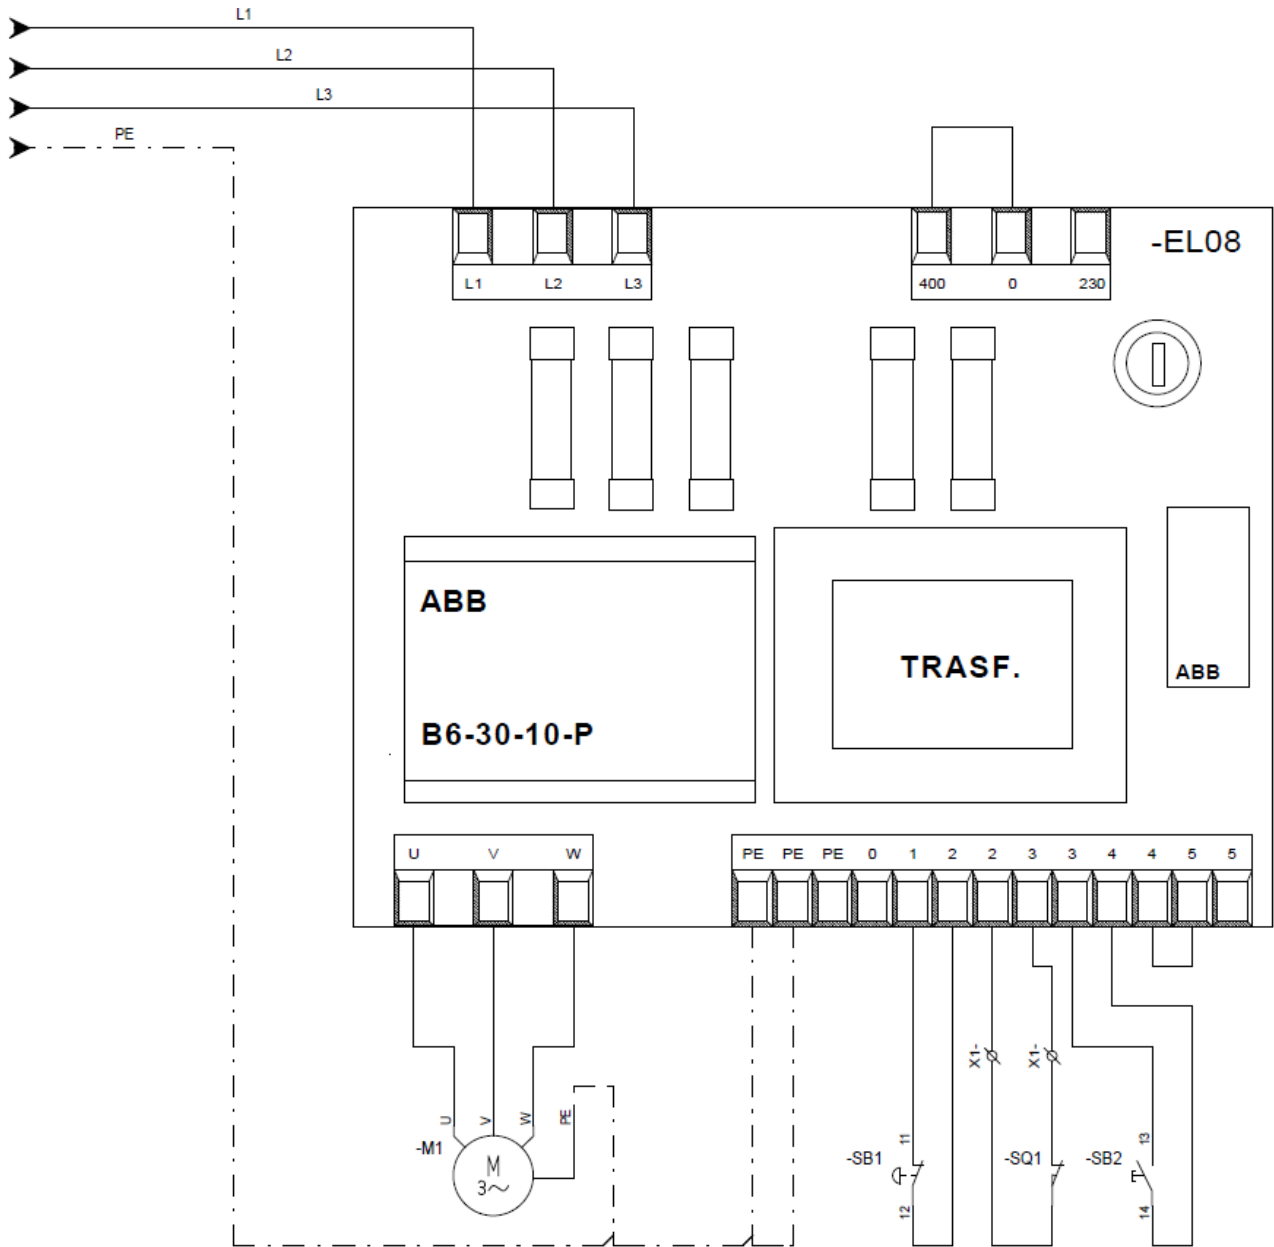 L1
L2
L3
PE
-EL08
L1 L2 L3
400 0 230
ABB
B6-30-10-P
TRASF.
ABB
U V W
PE PE PE 0 1 2 2 3 3 4 4 5 5
X1- X1-
U V W PE
-M1
M
3~
11
-SB1
12
-SQ1
13
-SB2
14